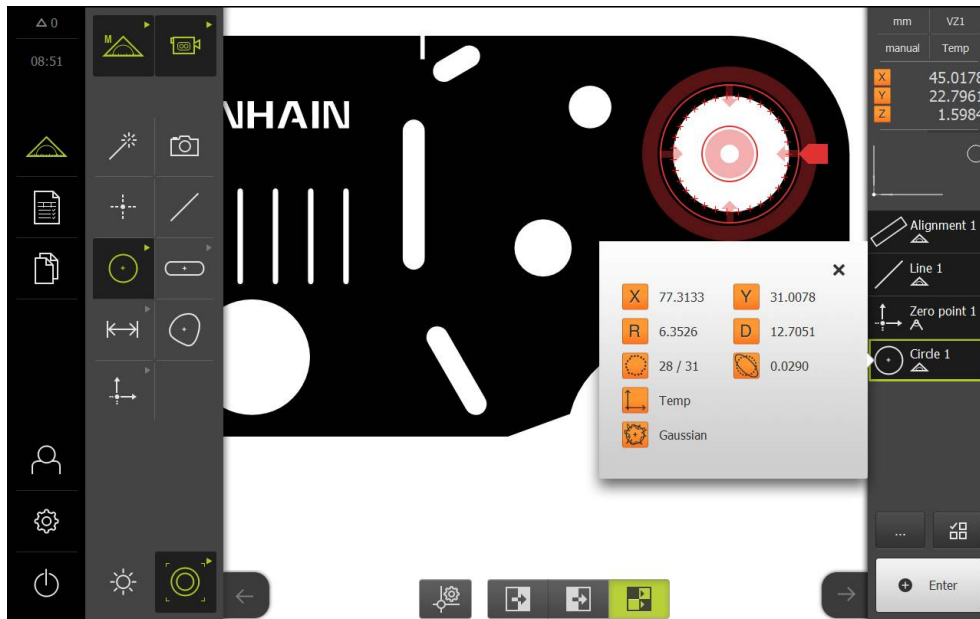 0
08:51
M
NHAIN
mm VZ1
manual Temp
X 45.0178
Y 22.7961
Z 1.5984
Alignment 1
Line 1
Zero point 1
Circle 1
X 77.3133 Y 31.0078
R 6.3526 D 12.7051
28 / 31 0.0290
Temp
Gaussian
...
Enter